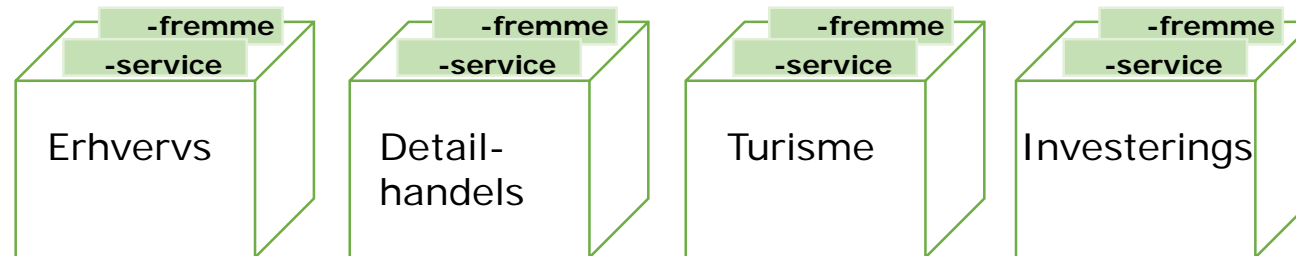 -fremme
-service
Erhvervs
-fremme
-service
Detail-
handels
-fremme
-service
Turisme
-fremme
-service
Investerings